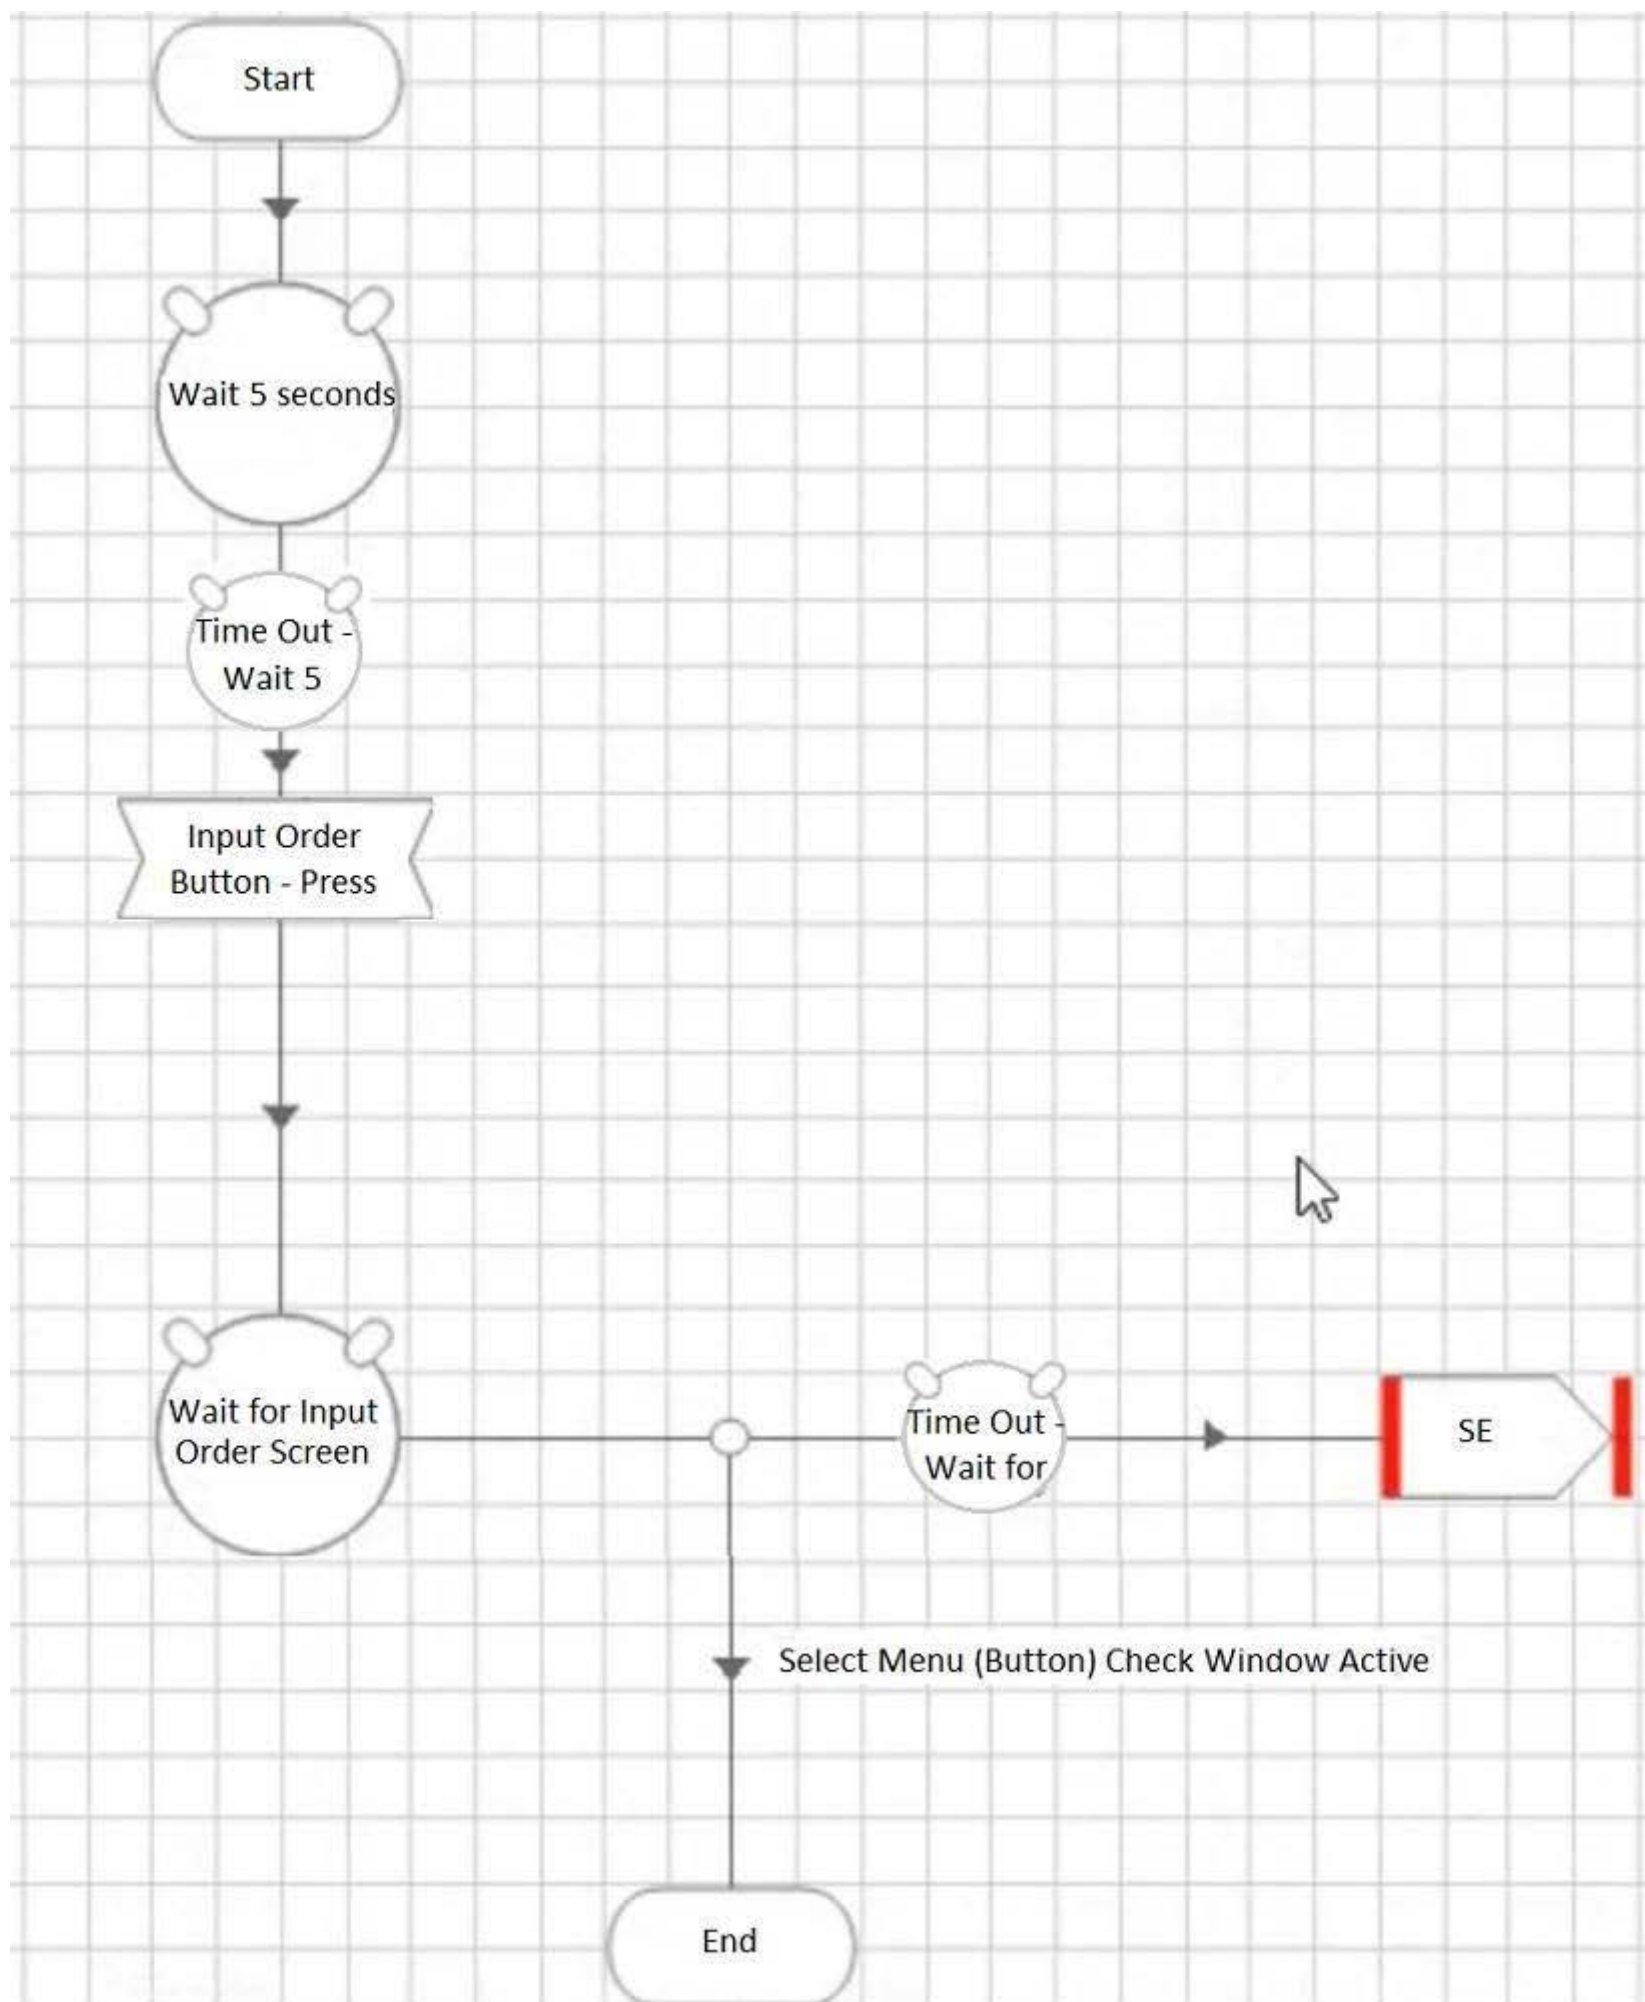 Start
Wait 5 seconds
Time Out -
Wait 5
Input Order
Button - Press
Wait for Input
Order Screen
Time Out -
Wait for
SE
Select Menu (Button) Check Window Active
End